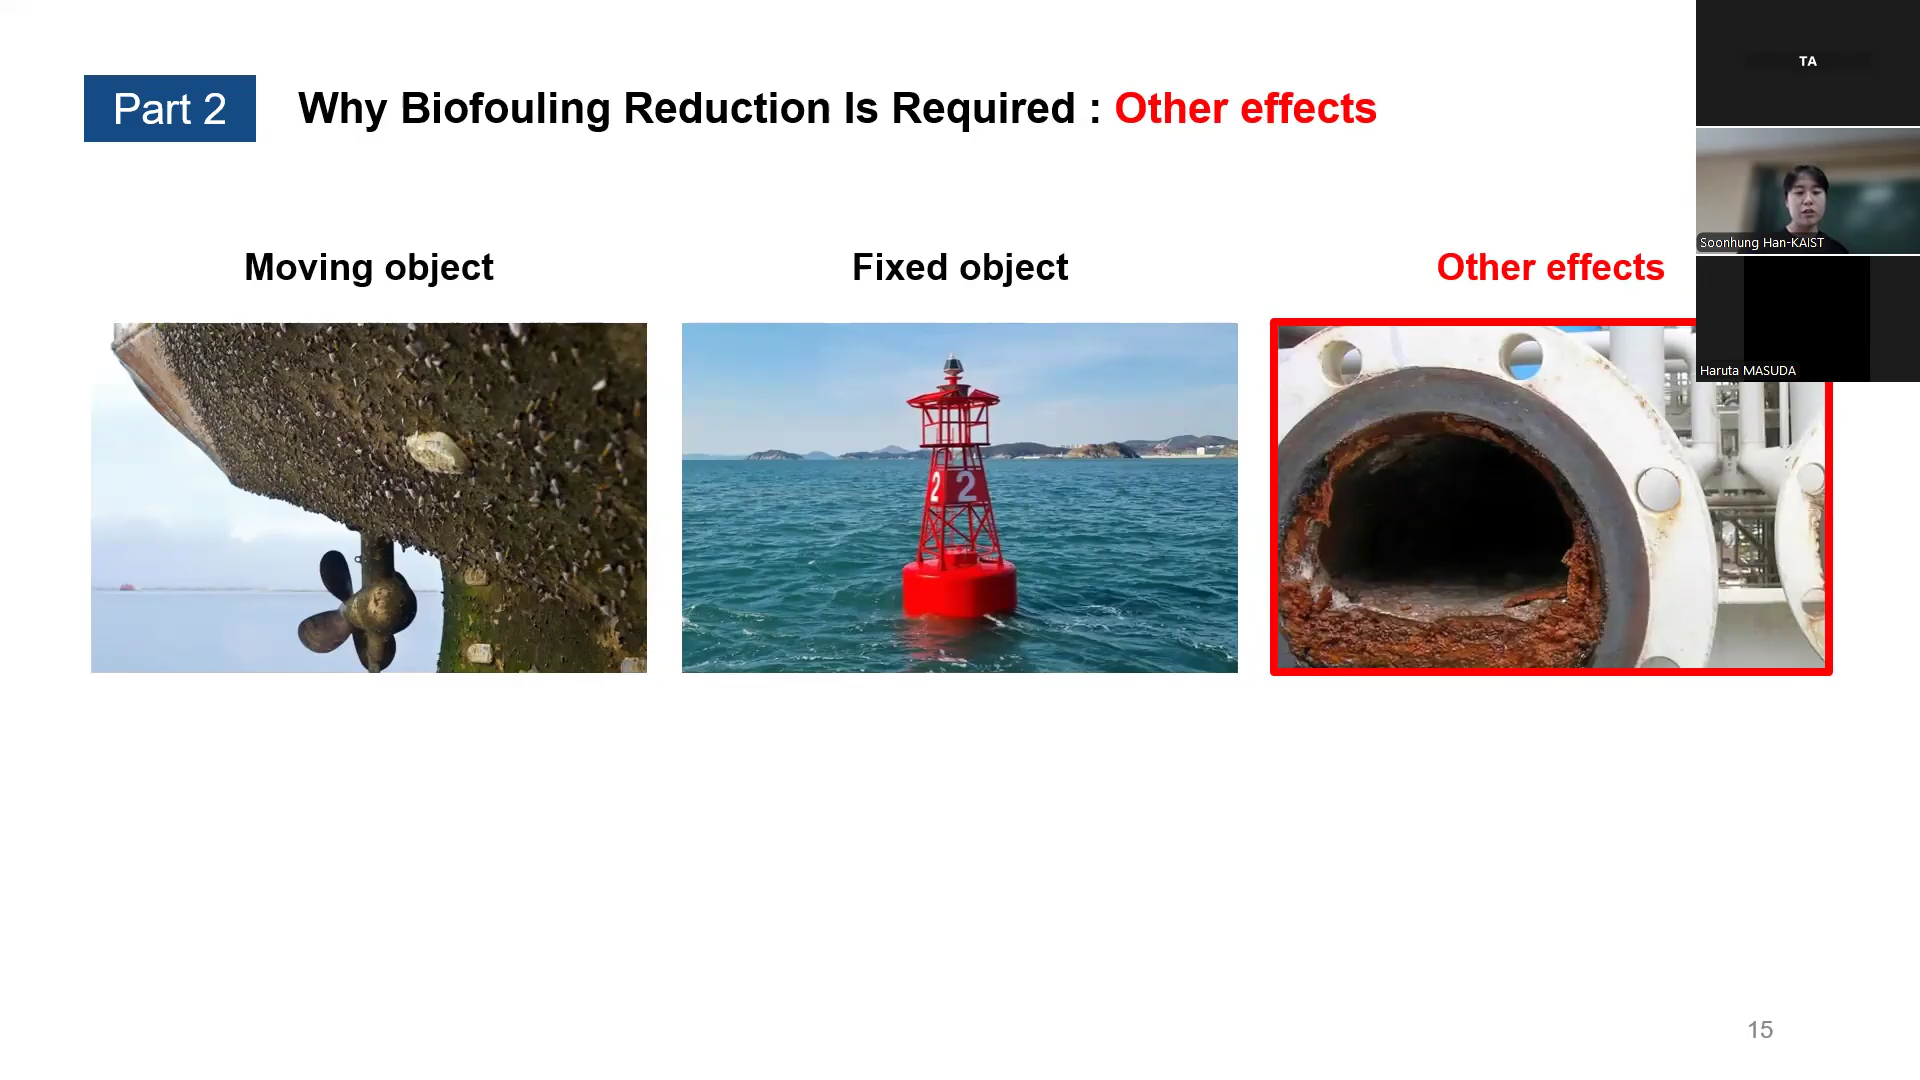 Part 2
Why Biofouling Reduction Is Required : Other effects
TA
Soonhung Han-KAIST
Haruta MASUDA
Moving object
Fixed object
Other effects
2 2
15